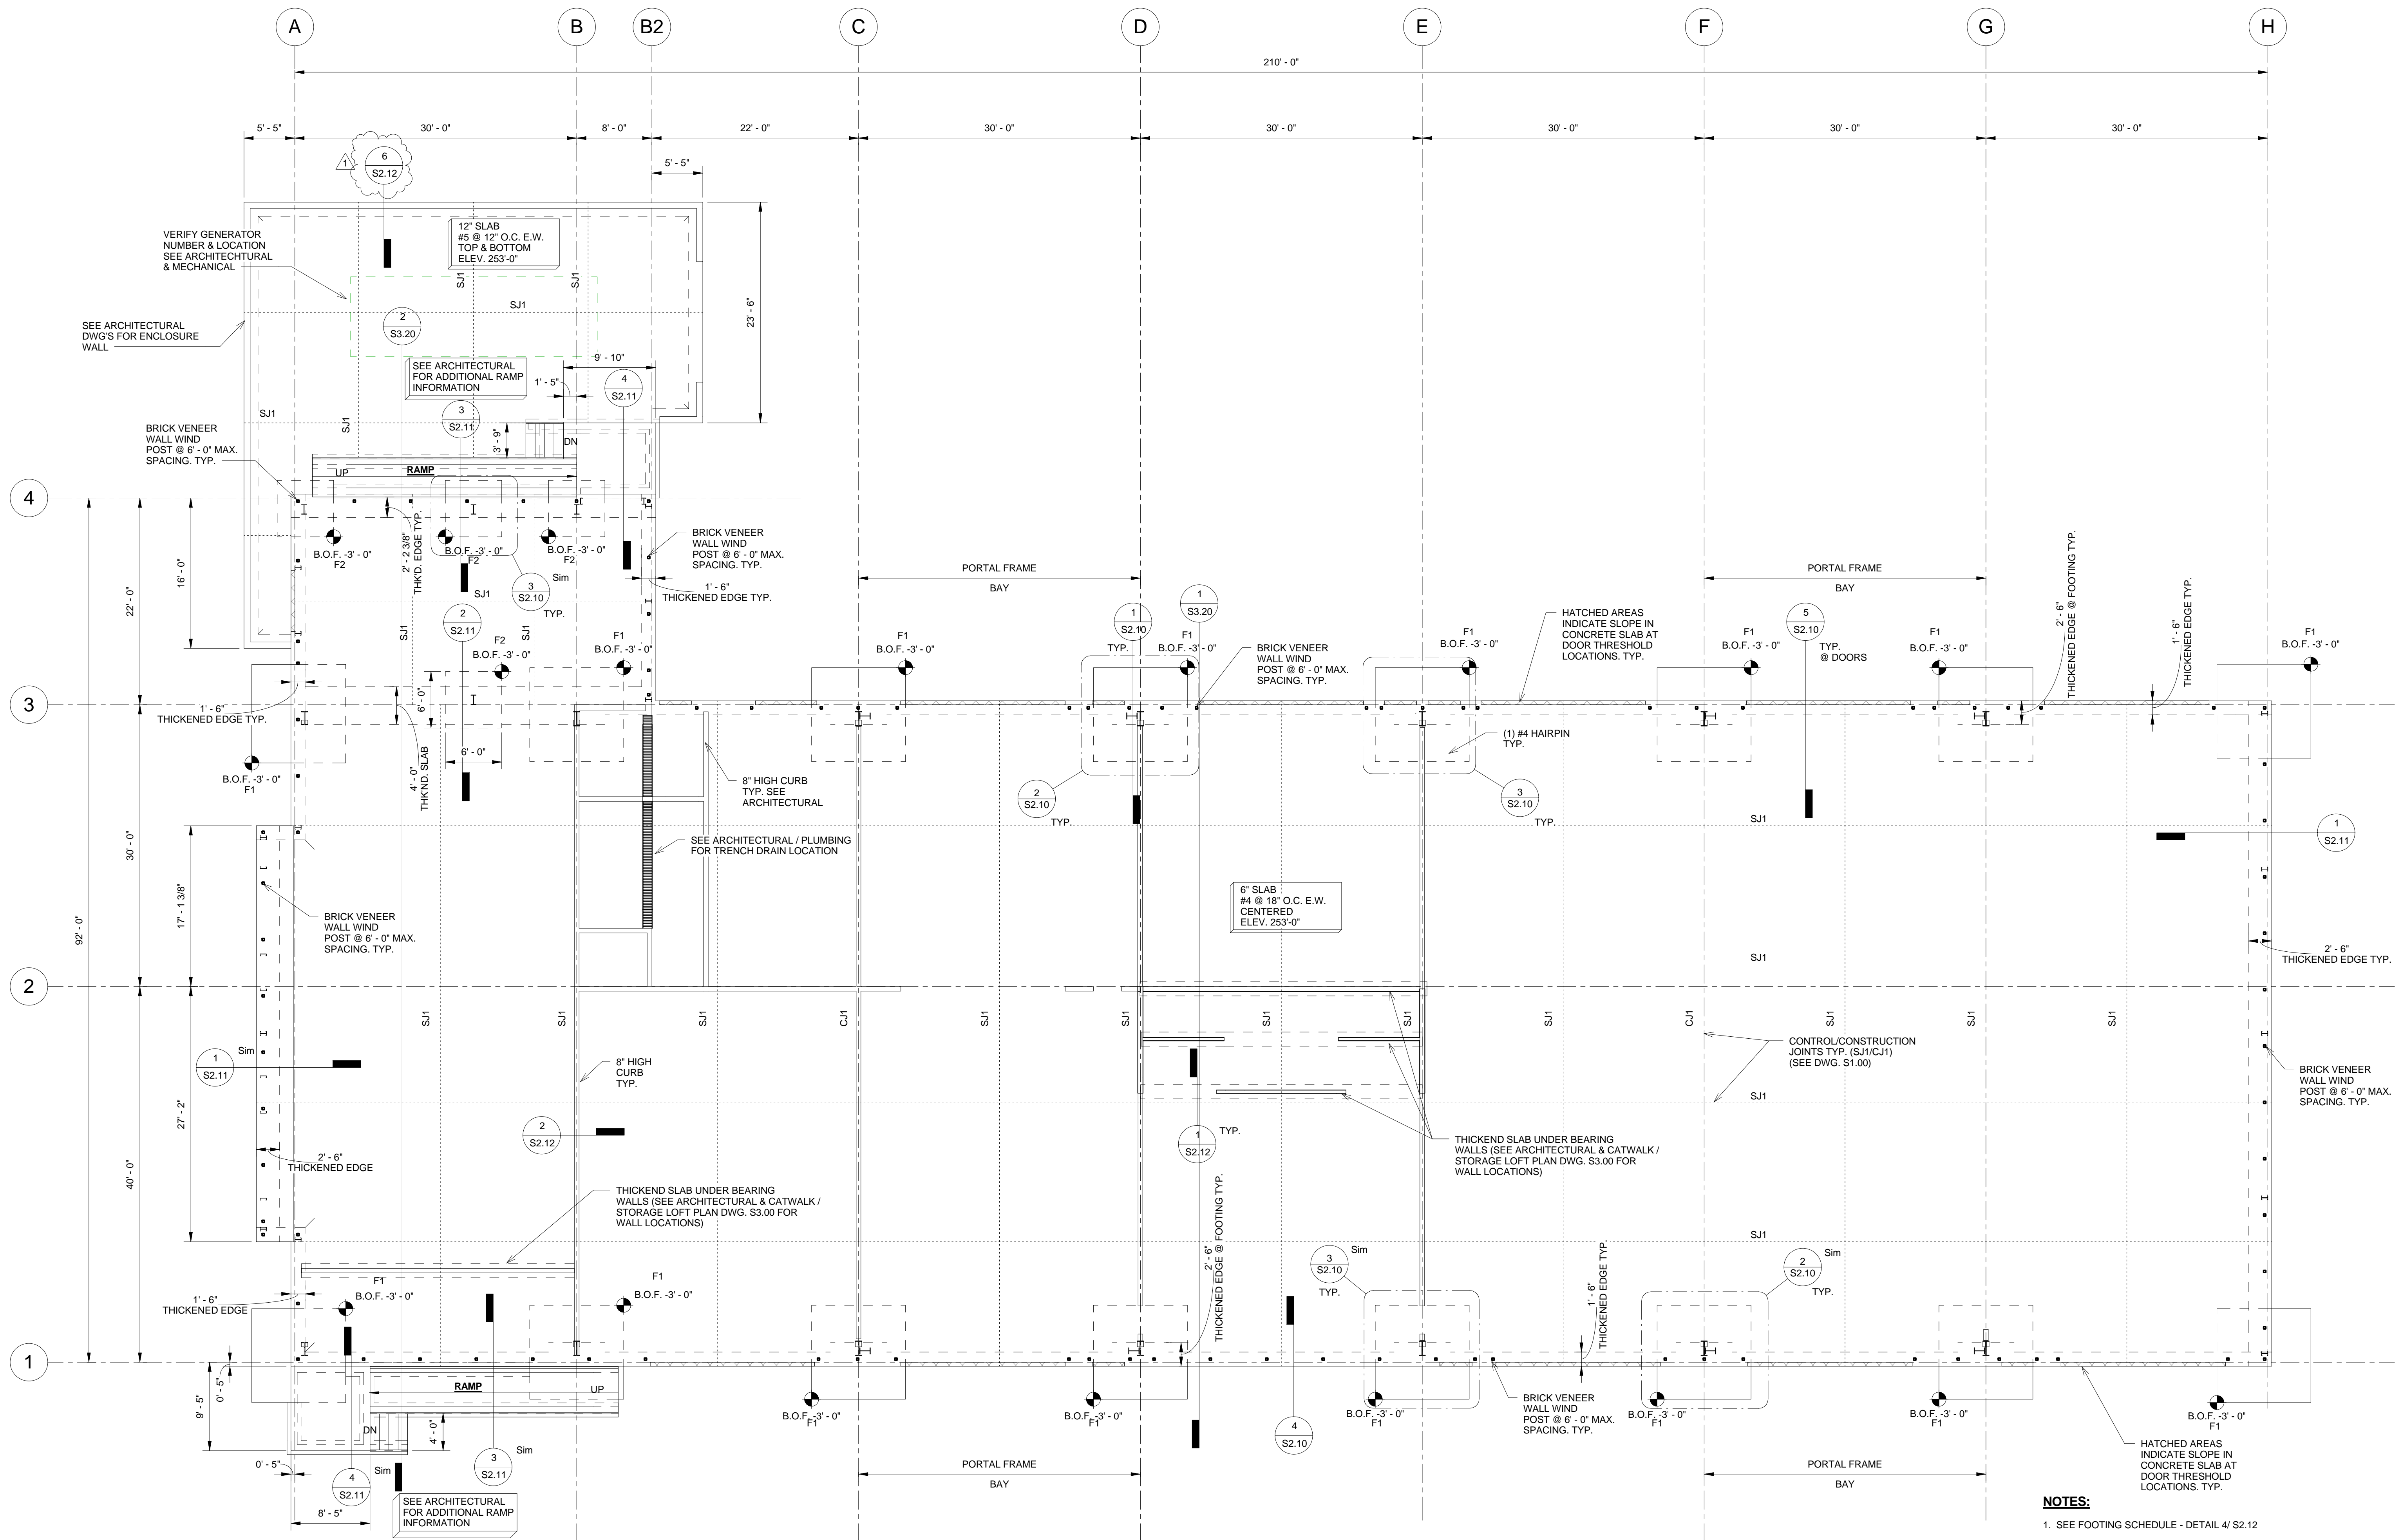 A
B
B2
C
D
E
F
G
H
210' - 0"
5' - 5"
30' - 0"
8' - 0"
22' - 0"
30' - 0"
30' - 0"
30' - 0"
30' - 0"
30' - 0"
1
6
S2.12
5' - 5"
VERIFY GENERATOR
NUMBER & LOCATION
SEE ARCHITECHTURAL
& MECHANICAL
12" SLAB
#5 @ 12" O.C. E.W.
TOP & BOTTOM
ELEV. 253'-0"
SJ1
SJ1
SJ1
23' - 6"
SEE ARCHITECTURAL
DWG'S FOR ENCLOSURE
WALL
2
S3.20
SEE ARCHITECTURAL
FOR ADDITIONAL RAMP
INFORMATION
9' - 10"
1' - 5"
4
S2.11
3
S2.11
SJ1
SJ1
3' - 9"
DN
BRICK VENEER
WALL WIND
POST @ 6' - 0" MAX.
SPACING. TYP.
UP
RAMP
4
B.O.F. -3' - 0"
F2
B.O.F. -3' - 0"
F2
B.O.F. -3' - 0"
F2
2' - 2 3/8"
THK'D. EDGE TYP.
BRICK VENEER
WALL WIND
POST @ 6' - 0" MAX.
SPACING. TYP.
1' - 6"
THICKENED EDGE TYP.
3
S2.10
Sim
TYP.
22' - 0"
16' - 0"
SJ1
SJ1
SJ1
2
S2.11
F2
B.O.F. -3' - 0"
F1
B.O.F. -3' - 0"
PORTAL FRAME
BAY
PORTAL FRAME
BAY
1
S3.20
1
S2.10
TYP.
F1
B.O.F. -3' - 0"
F1
B.O.F. -3' - 0"
BRICK VENEER
WALL WIND
POST @ 6' - 0" MAX.
SPACING. TYP.
F1
B.O.F. -3' - 0"
HATCHED AREAS
INDICATE SLOPE IN
CONCRETE SLAB AT
DOOR THRESHOLD
LOCATIONS. TYP.
F1
B.O.F. -3' - 0"
5
S2.10
TYP.
@ DOORS
F1
B.O.F. -3' - 0"
2' - 6"
THICKENED EDGE @ FOOTING TYP.
1' - 6"
THICKENED EDGE TYP.
F1
B.O.F. -3' - 0"
3
1' - 6"
THICKENED EDGE TYP.
6' - 0"
6' - 0"
4' - 0"
THK'ND. SLAB
B.O.F. -3' - 0"
F1
8" HIGH CURB
TYP. SEE
ARCHITECTURAL
2
S2.10
TYP.
(1) #4 HAIRPIN
TYP.
3
S2.10
TYP.
SJ1
1
S2.11
30' - 0"
17' - 1 3/8"
SEE ARCHITECTURAL / PLUMBING
FOR TRENCH DRAIN LOCATION
92' - 0"
BRICK VENEER
WALL WIND
POST @ 6' - 0" MAX.
SPACING. TYP.
6" SLAB
#4 @ 18" O.C. E.W.
CENTERED
ELEV. 253'-0"
2' - 6"
THICKENED EDGE TYP.
SJ1
2
SJ1
SJ1
SJ1
CJ1
SJ1
SJ1
SJ1
SJ1
SJ1
CJ1
SJ1
SJ1
SJ1
1
S2.11
Sim
8" HIGH
CURB
TYP.
CONTROL/CONSTRUCTION
JOINTS TYP. (SJ1/CJ1)
(SEE DWG. S1.00)
BRICK VENEER
WALL WIND
POST @ 6' - 0" MAX.
SPACING. TYP.
SJ1
27' - 2"
40' - 0"
2
S2.12
1
S2.12
TYP.
THICKEND SLAB UNDER BEARING
WALLS (SEE ARCHITECTURAL & CATWALK /
STORAGE LOFT PLAN DWG. S3.00 FOR
WALL LOCATIONS)
2' - 6"
THICKENED EDGE
THICKEND SLAB UNDER BEARING
WALLS (SEE ARCHITECTURAL & CATWALK /
STORAGE LOFT PLAN DWG. S3.00 FOR
WALL LOCATIONS)
2' - 6"
THICKENED EDGE @ FOOTING TYP.
SJ1
3
S2.10
Sim
TYP.
2
S2.10
Sim
TYP.
1' - 6"
THICKENED EDGE TYP.
1' - 6"
THICKENED EDGE
F1
B.O.F. -3' - 0"
F1
B.O.F. -3' - 0"
1
0' - 5"
9' - 5"
RAMP
UP
DN
4' - 0"
B.O.F. -3' - 0"
F1
B.O.F. -3' - 0"
F1
B.O.F. -3' - 0"
F1
BRICK VENEER
WALL WIND
POST @ 6' - 0" MAX.
SPACING. TYP.
B.O.F. -3' - 0"
F1
B.O.F. -3' - 0"
F1
B.O.F. -3' - 0"
F1
4
S2.10
0' - 5"
4
S2.11
Sim
3
S2.11
Sim
8' - 5"
SEE ARCHITECTURAL
FOR ADDITIONAL RAMP
INFORMATION
PORTAL FRAME
BAY
PORTAL FRAME
BAY
HATCHED AREAS
INDICATE SLOPE IN
CONCRETE SLAB AT
DOOR THRESHOLD
LOCATIONS. TYP.
NOTES:
1. SEE FOOTING SCHEDULE - DETAIL 4/ S2.12